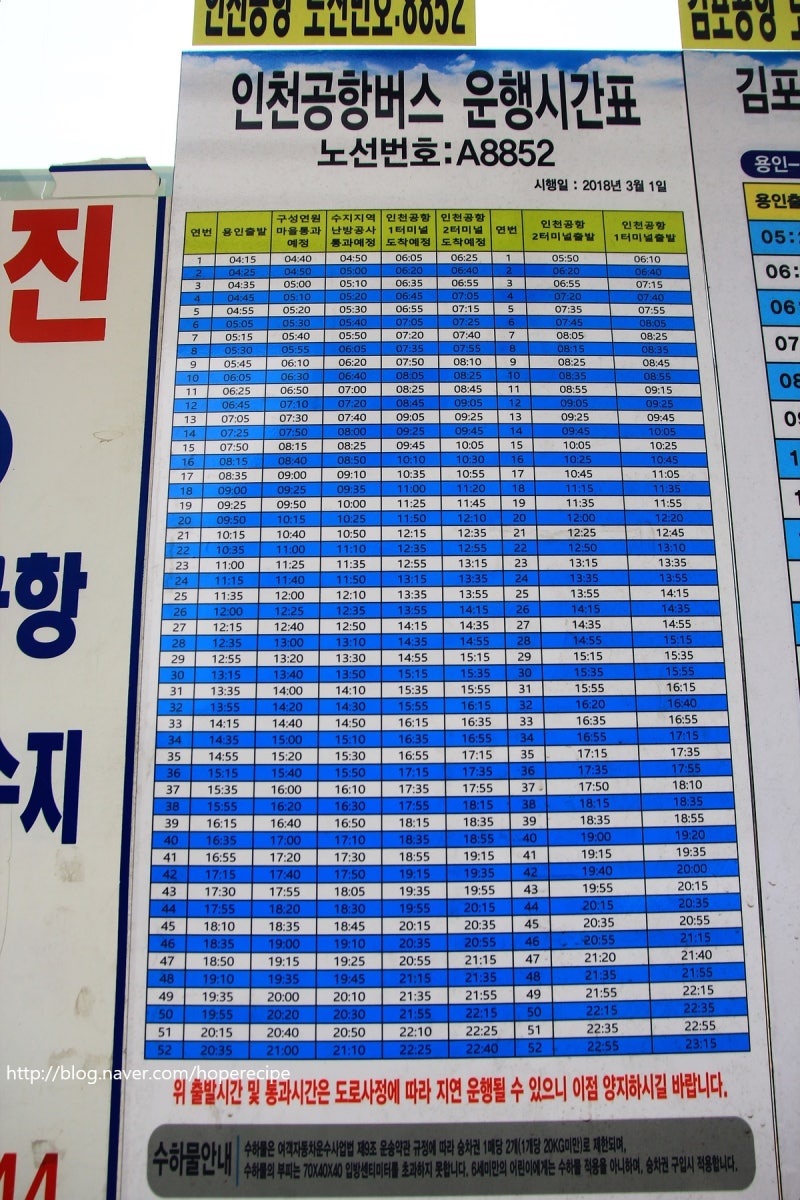 인천공항 노선번호:8852
김포공항
인천공항버스 운행시간표
노선번호:A8852
시행일 : 2018년 3월 1일
연번 용인출발 구성연원 마을통과 예정 수지지역 난방공사 통과예정 인천공항 1터미널 도착예정 인천공항 2터미널 도착예정 연번 인천공항 2터미널출발 인천공항 1터미널출발
1 04:15 04:40 04:50 06:05 06:25 1 05:50 06:10
2 04:25 04:50 05:00 06:20 06:40 2 06:20 06:40
3 04:35 05:00 05:10 06:35 06:55 3 06:55 07:15
4 04:45 05:10 05:20 06:45 07:05 4 07:20 07:40
5 04:55 05:20 05:30 06:55 07:15 5 07:35 07:55
6 05:05 05:30 05:40 07:05 07:25 6 07:45 08:05
7 05:15 05:40 05:50 07:20 07:40 7 08:05 08:25
8 05:30 05:55 06:05 07:35 07:55 8 08:15 08:35
9 05:45 06:10 06:20 07:50 08:10 9 08:25 08:45
10 06:05 06:30 06:40 08:05 08:25 10 08:35 08:55
11 06:25 06:50 07:00 08:25 08:45 11 08:55 09:15
12 06:45 07:10 07:20 08:45 09:05 12 09:05 09:25
13 07:05 07:30 07:40 09:05 09:25 13 09:25 09:45
14 07:25 07:50 08:00 09:25 09:45 14 09:45 10:05
15 07:50 08:15 08:25 09:45 10:05 15 10:05 10:25
16 08:15 08:40 08:50 10:10 10:30 16 10:25 10:45
17 08:35 09:00 09:10 10:35 10:55 17 10:45 11:05
18 09:00 09:25 09:35 11:00 11:20 18 11:15 11:35
19 09:25 09:50 10:00 11:25 11:45 19 11:35 11:55
20 09:50 10:15 10:25 11:50 12:10 20 12:00 12:20
21 10:15 10:40 10:50 12:15 12:35 21 12:25 12:45
22 10:35 11:00 11:10 12:35 12:55 22 12:50 13:10
23 11:00 11:25 11:35 12:55 13:15 23 13:15 13:35
24 11:15 11:40 11:50 13:15 13:35 24 13:35 13:55
25 11:35 12:00 12:10 13:35 13:55 25 13:55 14:15
26 12:00 12:25 12:35 13:55 14:15 26 14:15 14:35
27 12:15 12:40 12:50 14:15 14:35 27 14:35 14:55
28 12:35 13:00 13:10 14:35 14:55 28 14:55 15:15
29 12:55 13:20 13:30 14:55 15:15 29 15:15 15:35
30 13:15 13:40 13:50 15:15 15:35 30 15:35 15:55
31 13:35 14:00 14:10 15:35 15:55 31 15:55 16:15
32 13:55 14:20 14:30 15:55 16:15 32 16:20 16:40
33 14:15 14:40 14:50 16:15 16:35 33 16:35 16:55
34 14:35 15:00 15:10 16:35 16:55 34 16:55 17:15
35 14:55 15:20 15:30 16:55 17:15 35 17:15 17:35
36 15:15 15:40 15:50 17:15 17:35 36 17:35 17:55
37 15:35 16:00 16:10 17:35 17:55 37 17:50 18:10
38 15:55 16:20 16:30 17:55 18:15 38 18:15 18:35
39 16:15 16:40 16:50 18:15 18:35 39 18:35 18:55
40 16:35 17:00 17:10 18:35 18:55 40 19:00 19:20
41 16:55 17:20 17:30 18:55 19:15 41 19:15 19:35
42 17:15 17:40 17:50 19:15 19:35 42 19:40 20:00
43 17:30 17:55 18:05 19:35 19:55 43 19:55 20:15
44 17:55 18:20 18:30 19:55 20:15 44 20:15 20:35
45 18:10 18:35 18:45 20:15 20:35 45 20:35 20:55
46 18:35 19:00 19:10 20:35 20:55 46 20:55 21:15
47 18:50 19:15 19:25 20:55 21:15 47 21:20 21:40
48 19:10 19:35 19:45 21:15 21:35 48 21:35 21:55
49 19:35 20:00 20:10 21:35 21:55 49 21:55 22:15
50 19:55 20:20 20:30 21:55 22:15 50 22:15 22:35
51 20:15 20:40 20:50 22:10 22:25 51 22:35 22:55
52 20:35 21:00 21:10 22:25 22:40 52 22:55 23:15
위 출발시간 및 통과시간은 도로사정에 따라 지연 운행될 수 있으니 이점 양지하시길 바랍니다.
수하물안내
수하물은 여객자동차운수사업법 제9조 운송약관 규정에 따라 승차권 1매당 2개(1개당 20KG미만)로 제한되며,
수하물의 부피는 70X40X40 입방센티미터를 초과하지 못합니다. 6세미만의 어린이에게는 수하물 적용을 아니하며, 승차권 구입시 적용합니다.
http://blog.naver.com/hoperecipe
진
공항
수지
44
김포
용인
용인출
05:
06:
06
07
08
09